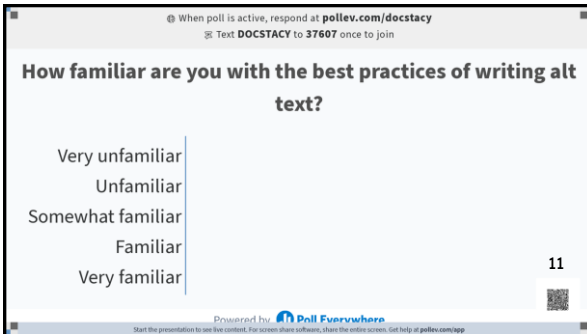 When poll is active, respond at pollev.com/docstacy
Text DOCSTACY to 37607 once to join
How familiar are you with the best practices of writing alt
text?
Very unfamiliar
Unfamiliar
Somewhat familiar
Familiar
Very familiar
11
Powered by Poll Everywhere
Start the presentation to see live content. For screen share software, share the entire screen. Get help at pollev.com/app